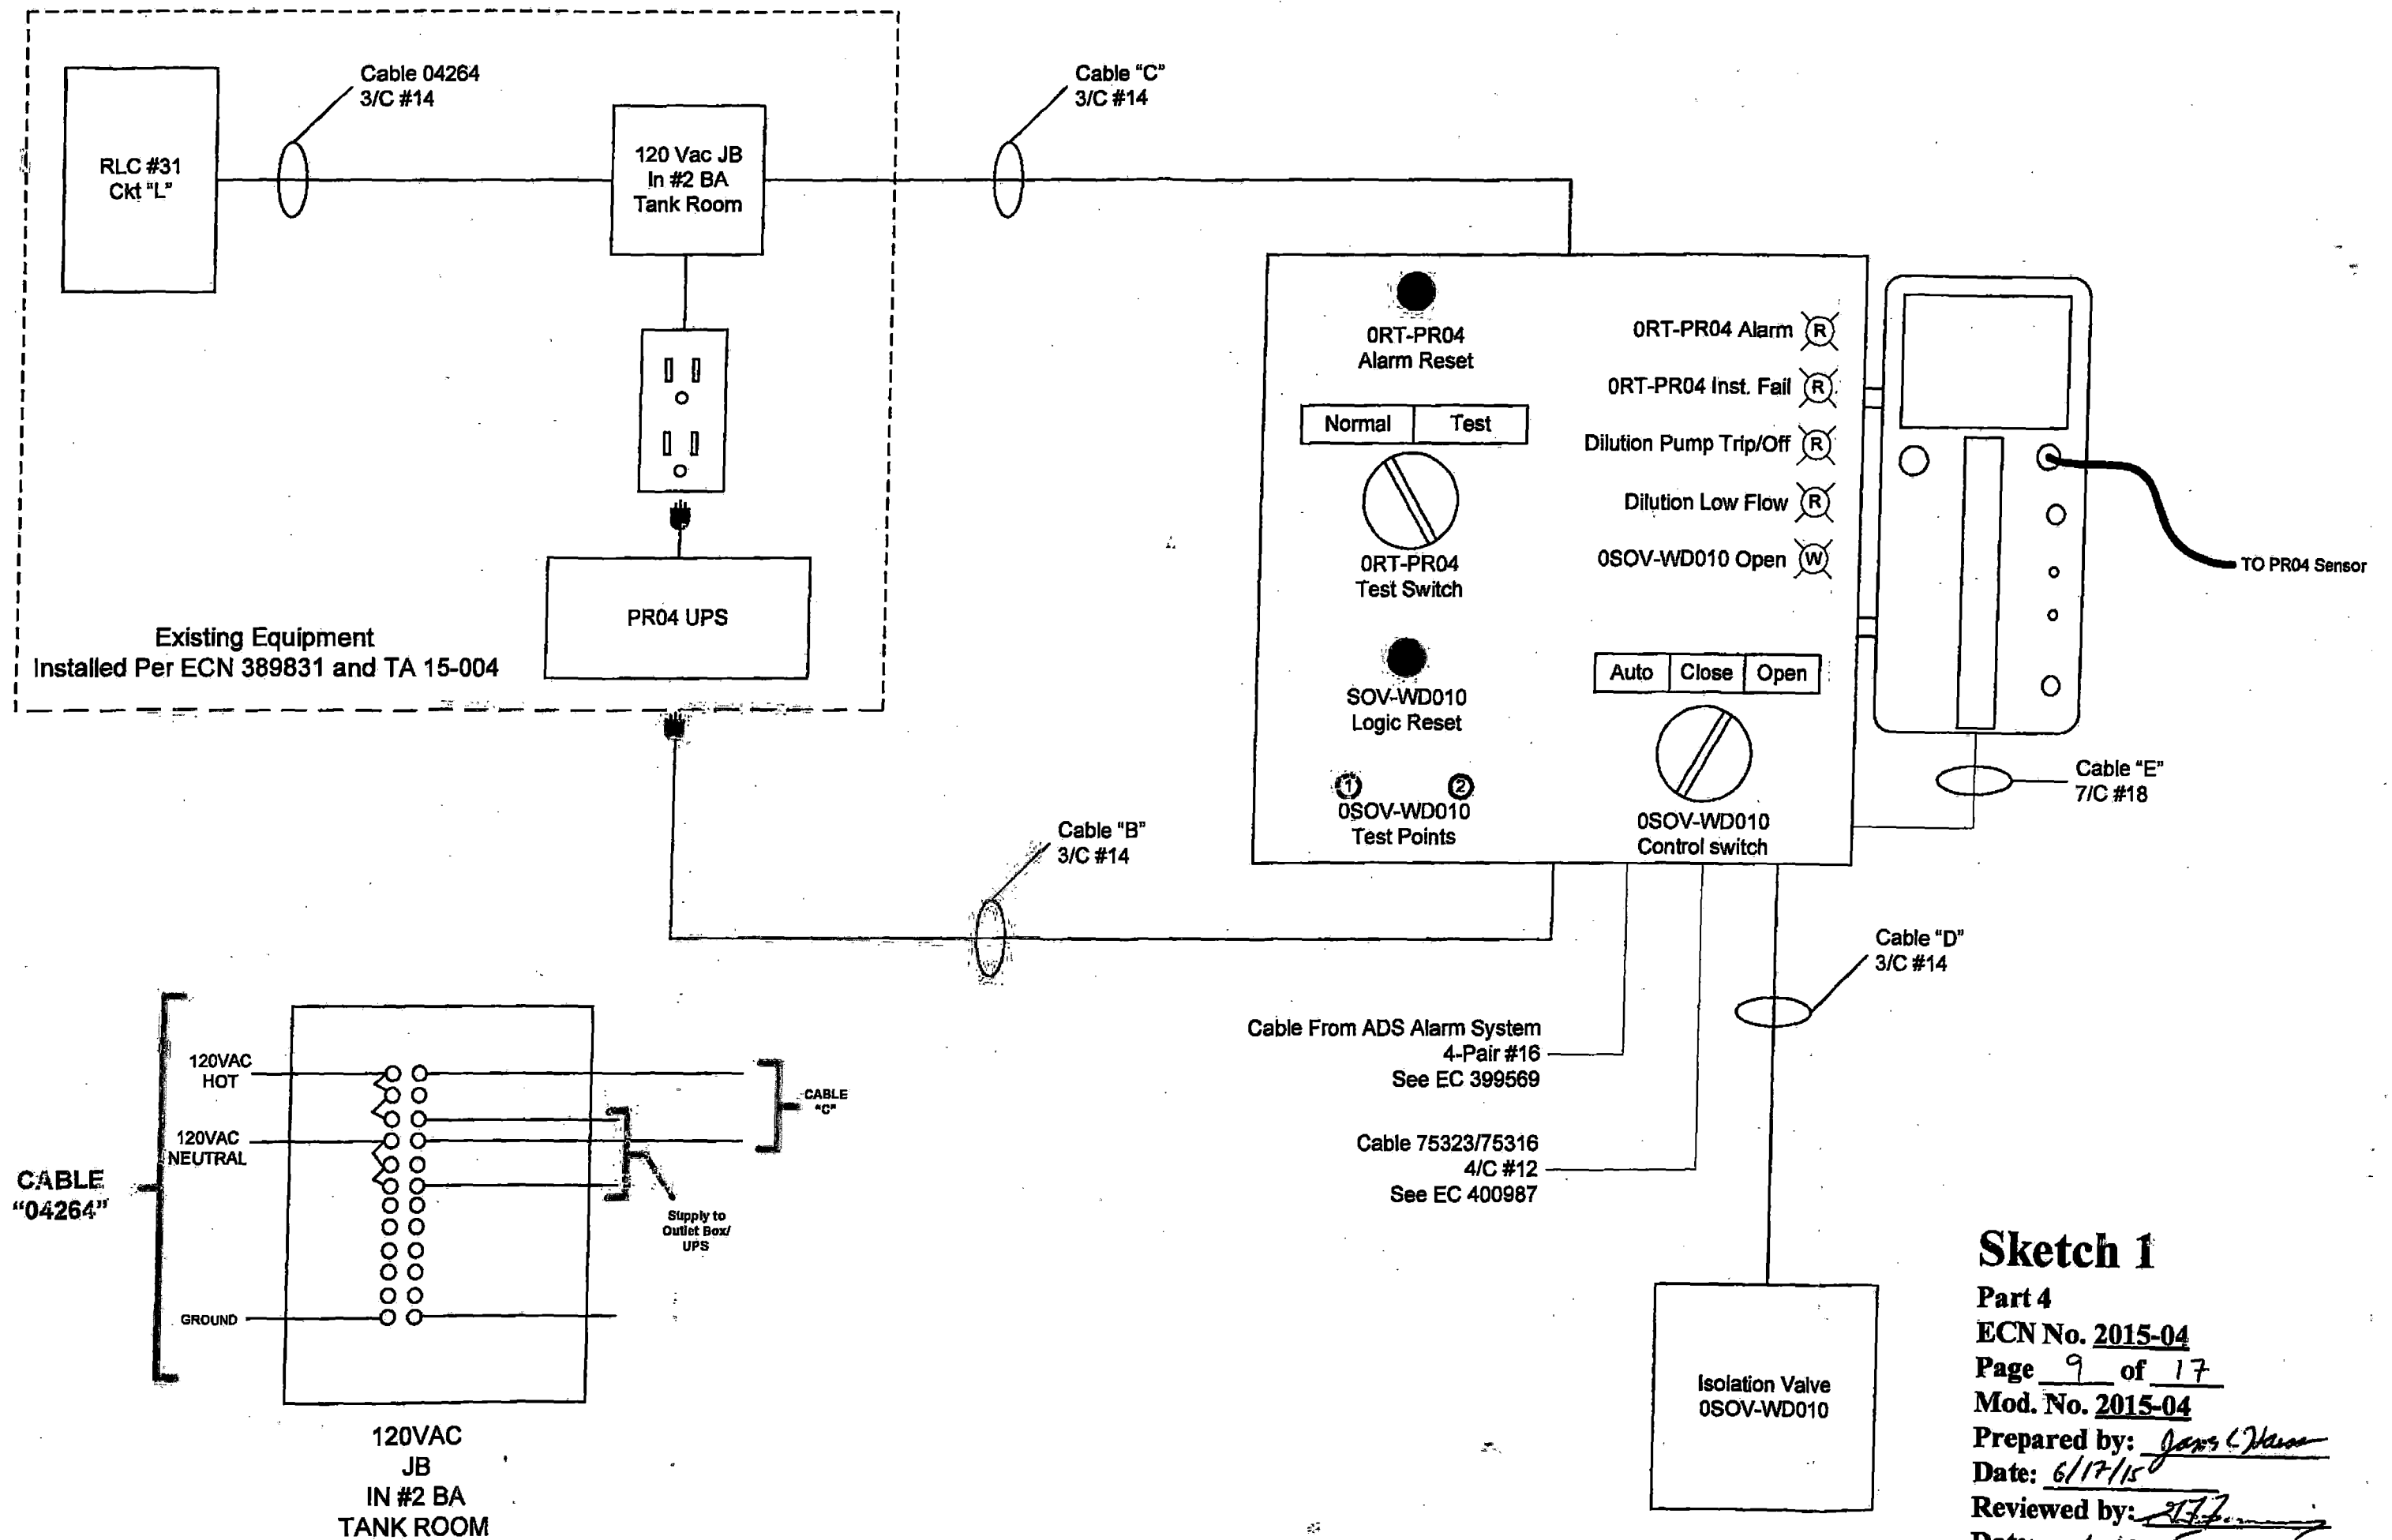 Cable 04264
3/C #14
RLC #31
Ckt "L"
120 Vac JB
In #2 BA
Tank Room
PR04 UPS
Existing Equipment
Installed Per ECN 389831 and TA 15-004
Cable "C"
3/C #14
0RT-PR04
Alarm Reset
Normal
Test
0RT-PR04
Test Switch
SOV-WD010
Logic Reset
1
2
0SOV-WD010
Test Points
0RT-PR04 Alarm
R
0RT-PR04 Inst. Fail
R
Dilution Pump Trip/Off
R
Dilution Low Flow
R
0SOV-WD010 Open
W
Auto
Close
Open
0SOV-WD010
Control switch
TO PR04 Sensor
Cable "E"
7/C #18
Cable "B"
3/C #14
Cable "D"
3/C #14
Cable From ADS Alarm System
4-Pair #16
See EC 399569
Cable 75323/75316
4/C #12
See EC 400987
Isolation Valve
0SOV-WD010
CABLE
"04264"
120VAC
HOT
120VAC
NEUTRAL
GROUND
CABLE
"C"
Supply to
Outlet Box/
UPS
120VAC
JB
IN #2 BA
TANK ROOM
Sketch 1
Part 4
ECN No. 2015-04
Page 9 of 17
Mod. No. 2015-04
Prepared by:
Date: 6/17/15
Reviewed by: